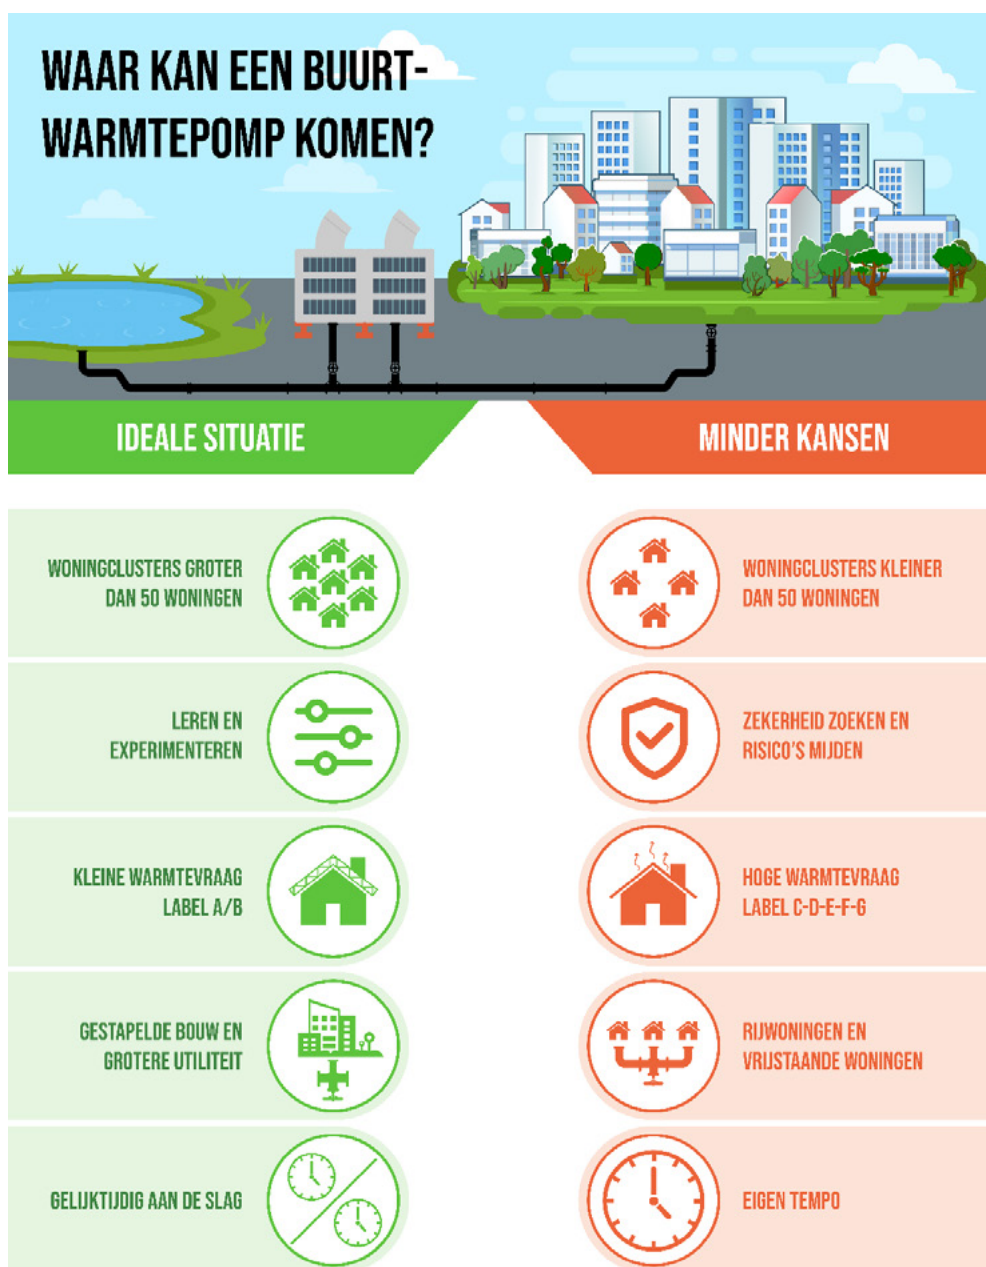 WAAR KAN EEN BUURT-
WARMTEPOMP KOMEN?
IDEALE SITUATIE
MINDER KANSEN
WONINGCLUSTERS GROTER
DAN 50 WONINGEN
WONINGCLUSTERS KLEINER
DAN 50 WONINGEN
LEREN EN
EXPERIMENTEREN
ZEKERHEID ZOEKEN EN
RISICO'S MIJDEN
KLEINE WARMTEVRAAG
LABEL A/B
HOGE WARMTEVRAAG
LABEL C-D-E-F-G
GESTAPELDE BOUW EN
GROTERE UTILITEIT
RIJWONINGEN EN
VRIJSTAANDE WONINGEN
GELIJKTIJDIG AAN DE SLAG
EIGEN TEMPO